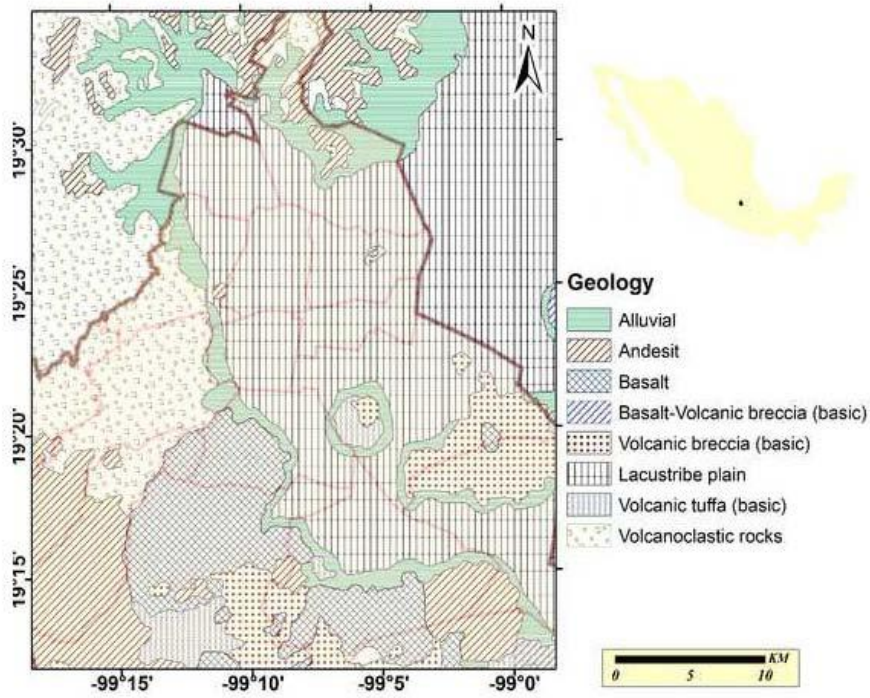 N
19°30'
19°25'
19°20'
19°15'
-99°15
-99°10
-99°5
-99°0
Geology
Alluvial
Andesit
Basalt
Basalt-Volcanic breccia (basic)
Volcanic breccia (basic)
Lacustribe plain
Volcanic tuffa (basic)
Volcanoclastic rocks
KM
0 5 10